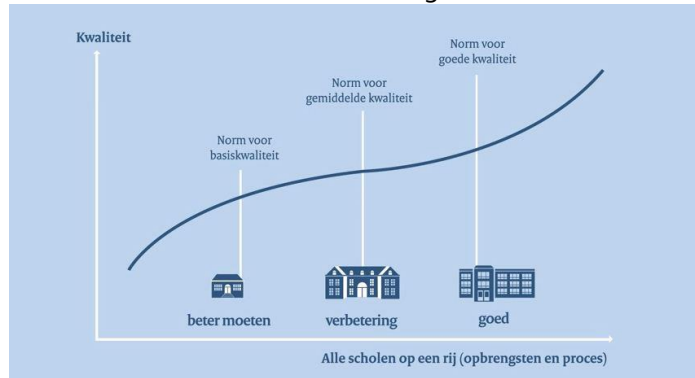 Kwaliteit
Norm voor
goede kwaliteit
Norm voor
gemiddelde kwaliteit
Norm voor
basiskwaliteit
beter moeten
verbetering
goed
Alle scholen op een rij (opbrengsten en proces)